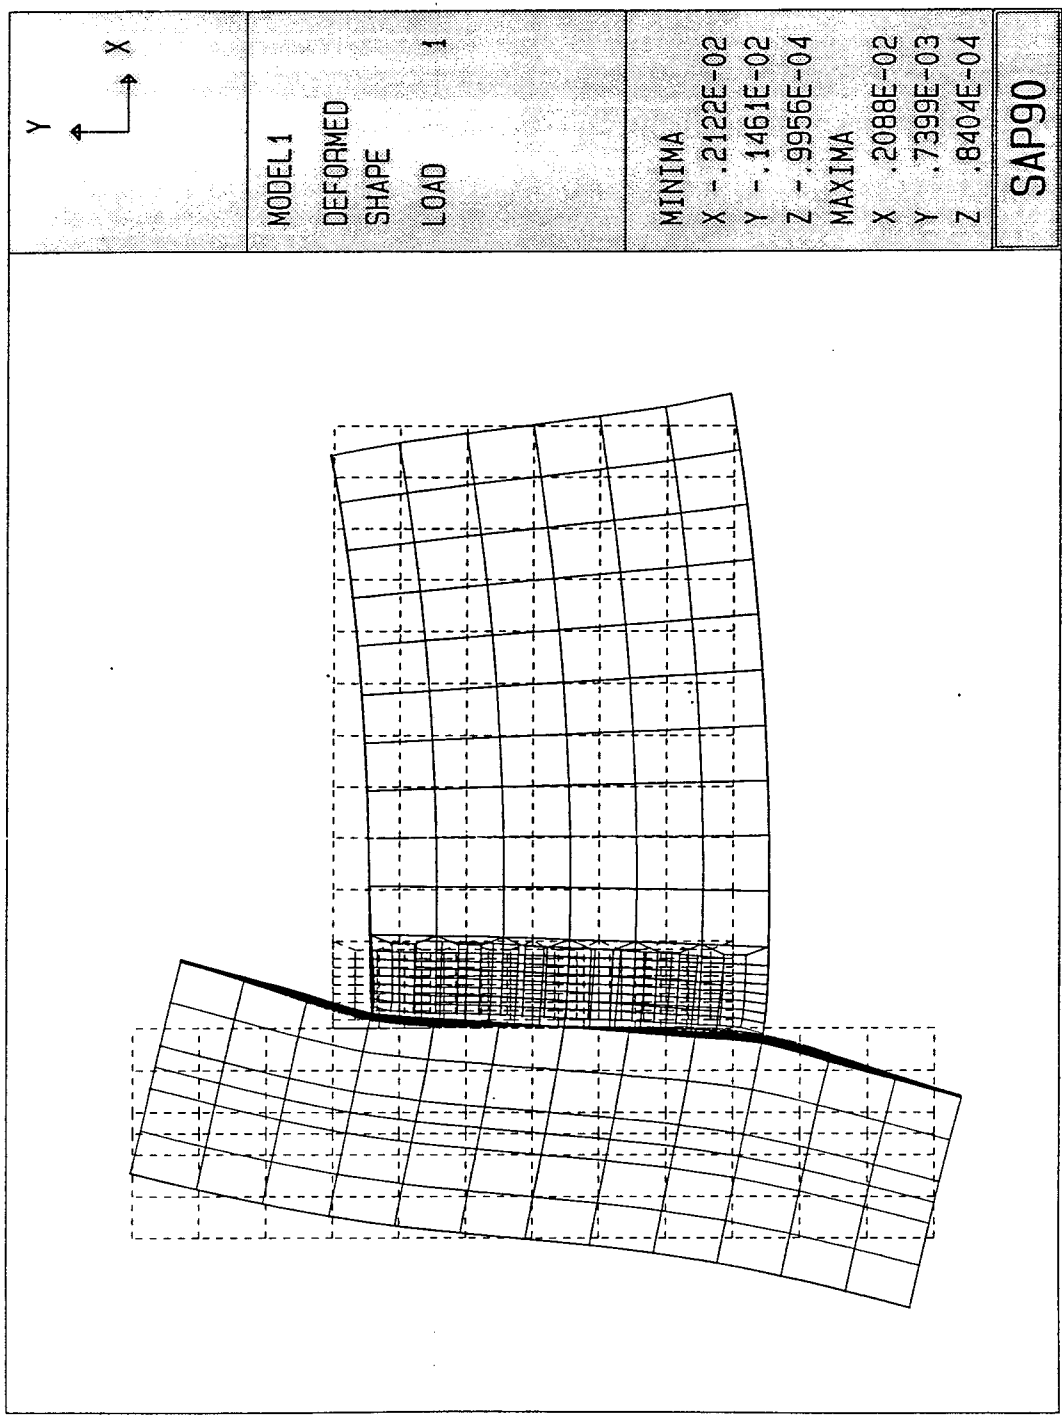 Y
X
MODEL1
DEFORMED
SHAPE
LOAD 1
MINIMA
X -.2122E-02
Y -.1461E-02
Z -.9956E-04
MAXIMA
X .2088E-02
Y .7399E-03
Z .8404E-04
SAP90